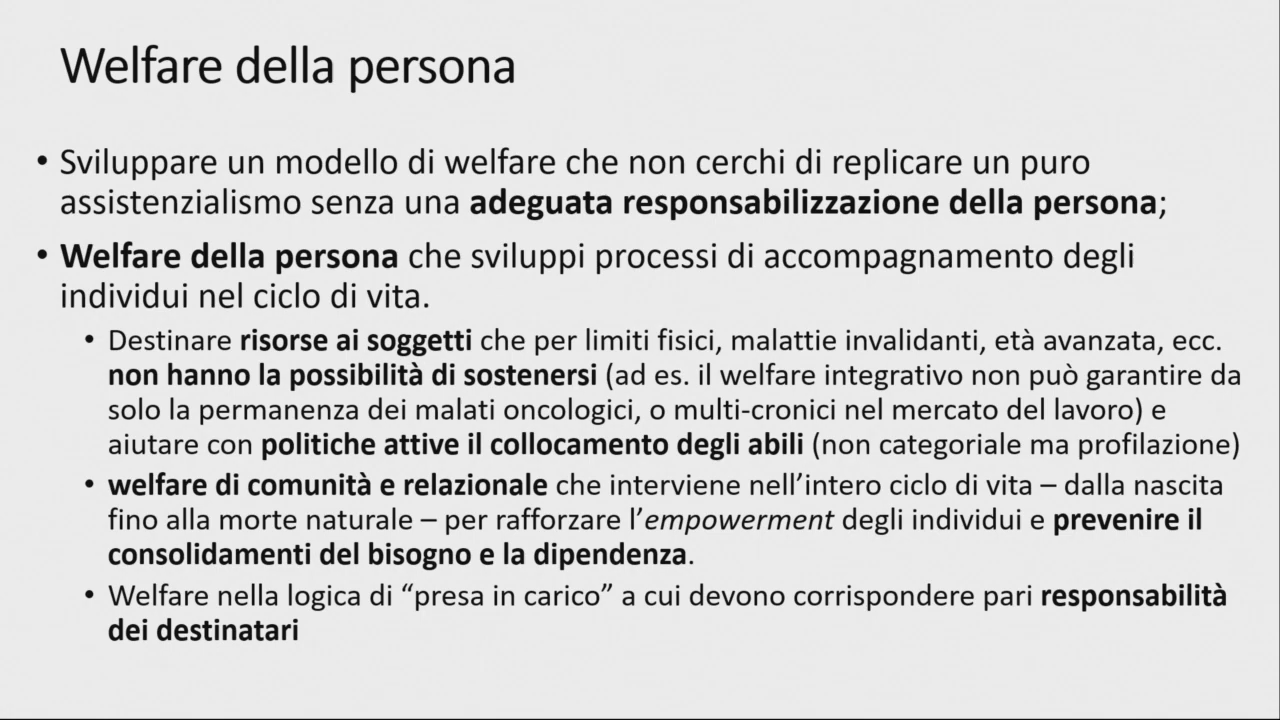 Welfare della persona
• Sviluppare un modello di welfare che non cerchi di replicare un puro
assistenzialismo senza una adeguata responsabilizzazione della persona;
• Welfare della persona che sviluppi processi di accompagnamento degli
individui nel ciclo di vita.
• Destinare risorse ai soggetti che per limiti fisici, malattie invalidanti, età avanzata, ecc.
non hanno la possibilità di sostenersi (ad es. il welfare integrativo non può garantire da
solo la permanenza dei malati oncologici, o multi-cronici nel mercato del lavoro) e
aiutare con politiche attive il collocamento degli abili (non categoriale ma profilazione)
• welfare di comunità e relazionale che interviene nell’intero ciclo di vita – dalla nascita
fino alla morte naturale – per rafforzare l’empowerment degli individui e prevenire il
consolidamenti del bisogno e la dipendenza.
• Welfare nella logica di “presa in carico” a cui devono corrispondere pari responsabilità
dei destinatari